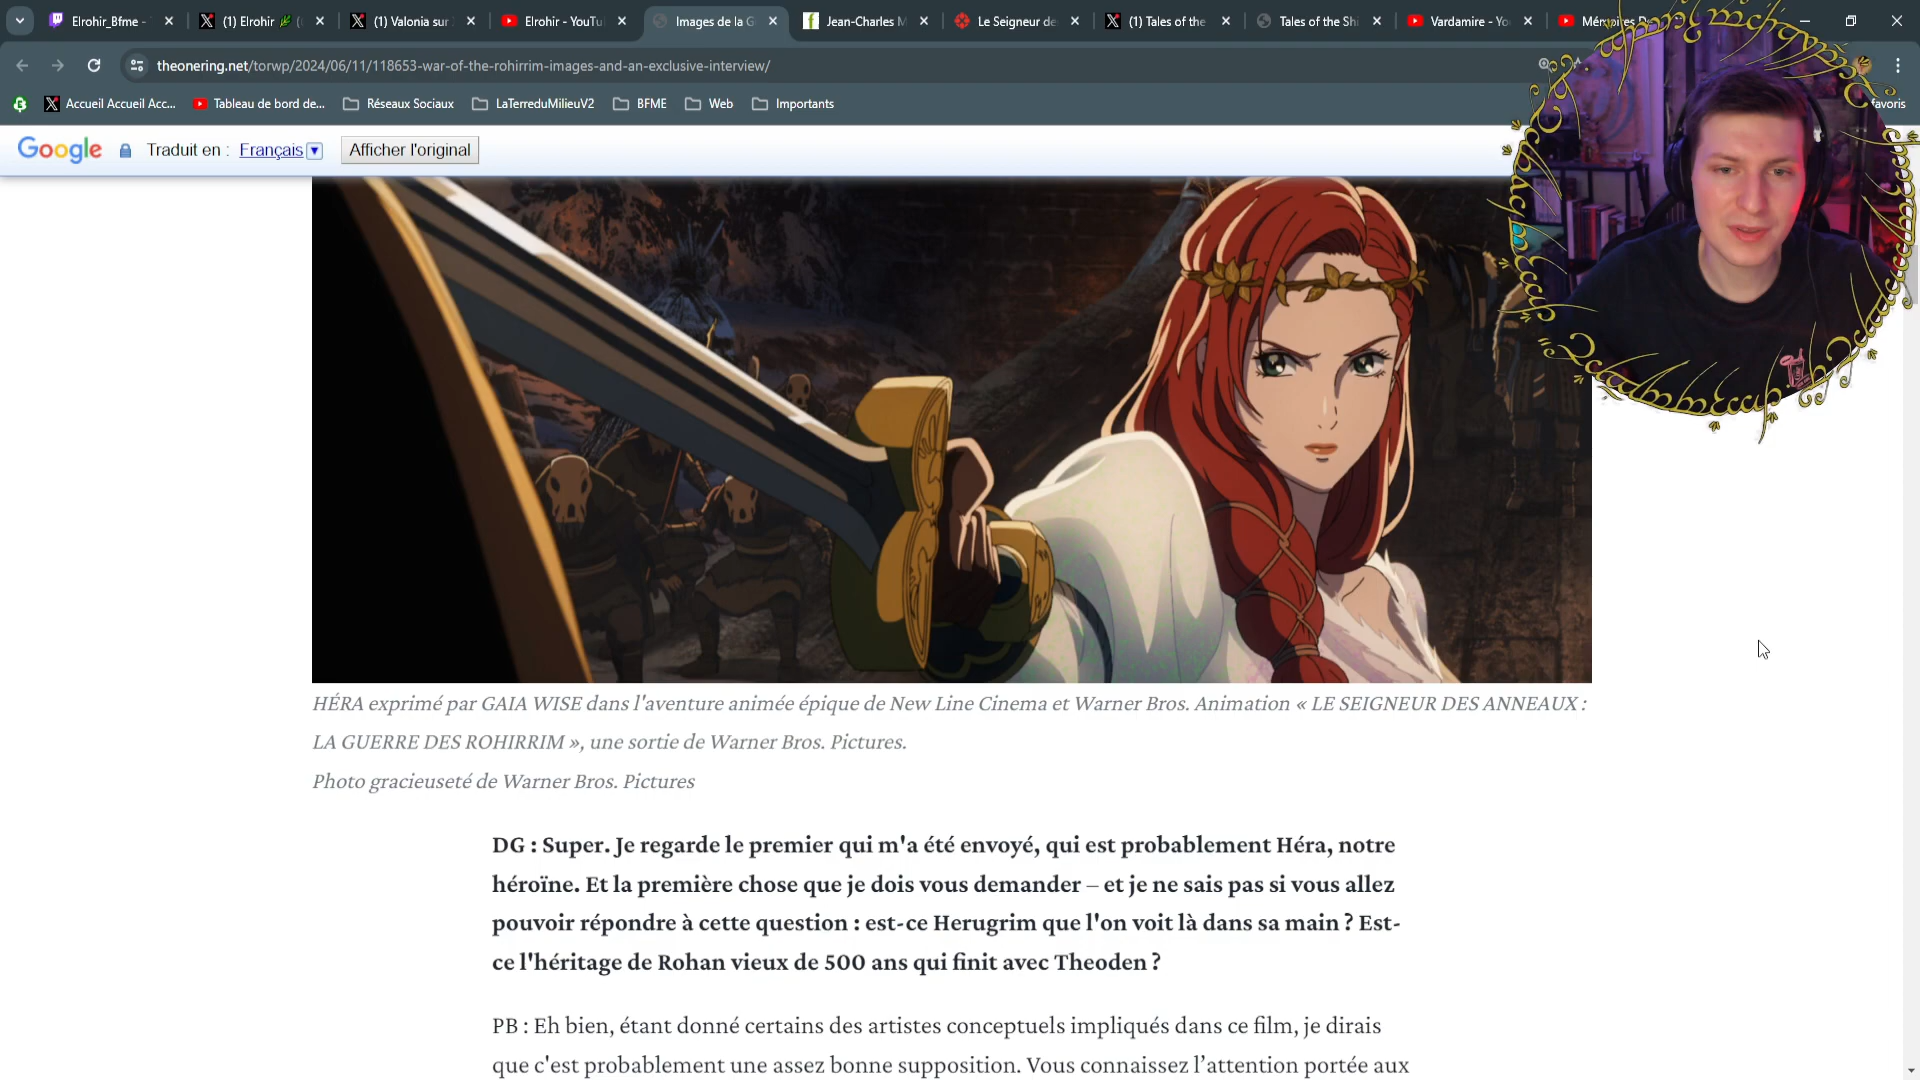 Elrohir_Bfme -
(1) Elrohir
(1) Valonia sur
Elrohir - YouTu
Images de la G
Jean-Charles M
Le Seigneur de
(1) Tales of the
Tales of the Shi
Vardamire - Yo
theonering.net/torwp/2024/06/11/118653-war-of-the-rohirrim-images-and-an-exclusive-interview/
Accueil Accueil Acc...
Tableau de bord de...
Réseaux Sociaux
LaTerreduMilieuV2
BFME
Web
Importants
favoris
Google
Traduit en :
Français
Afficher l'original
HÉRA exprimé par GAIA WISE dans l'aventure animée épique de New Line Cinema et Warner Bros. Animation « LE SEIGNEUR DES ANNEAUX :
LA GUERRE DES ROHIRRIM », une sortie de Warner Bros. Pictures.
Photo gracieuseté de Warner Bros. Pictures
DG : Super. Je regarde le premier qui m'a été envoyé, qui est probablement Héra, notre
héroïne. Et la première chose que je dois vous demander – et je ne sais pas si vous allez
pouvoir répondre à cette question : est-ce Herugrim que l'on voit là dans sa main ? Est-
ce l'héritage de Rohan vieux de 500 ans qui finit avec Theoden ?
PB : Eh bien, étant donné certains des artistes conceptuels impliqués dans ce film, je dirais
que c'est probablement une assez bonne supposition. Vous connaissez l’attention portée aux